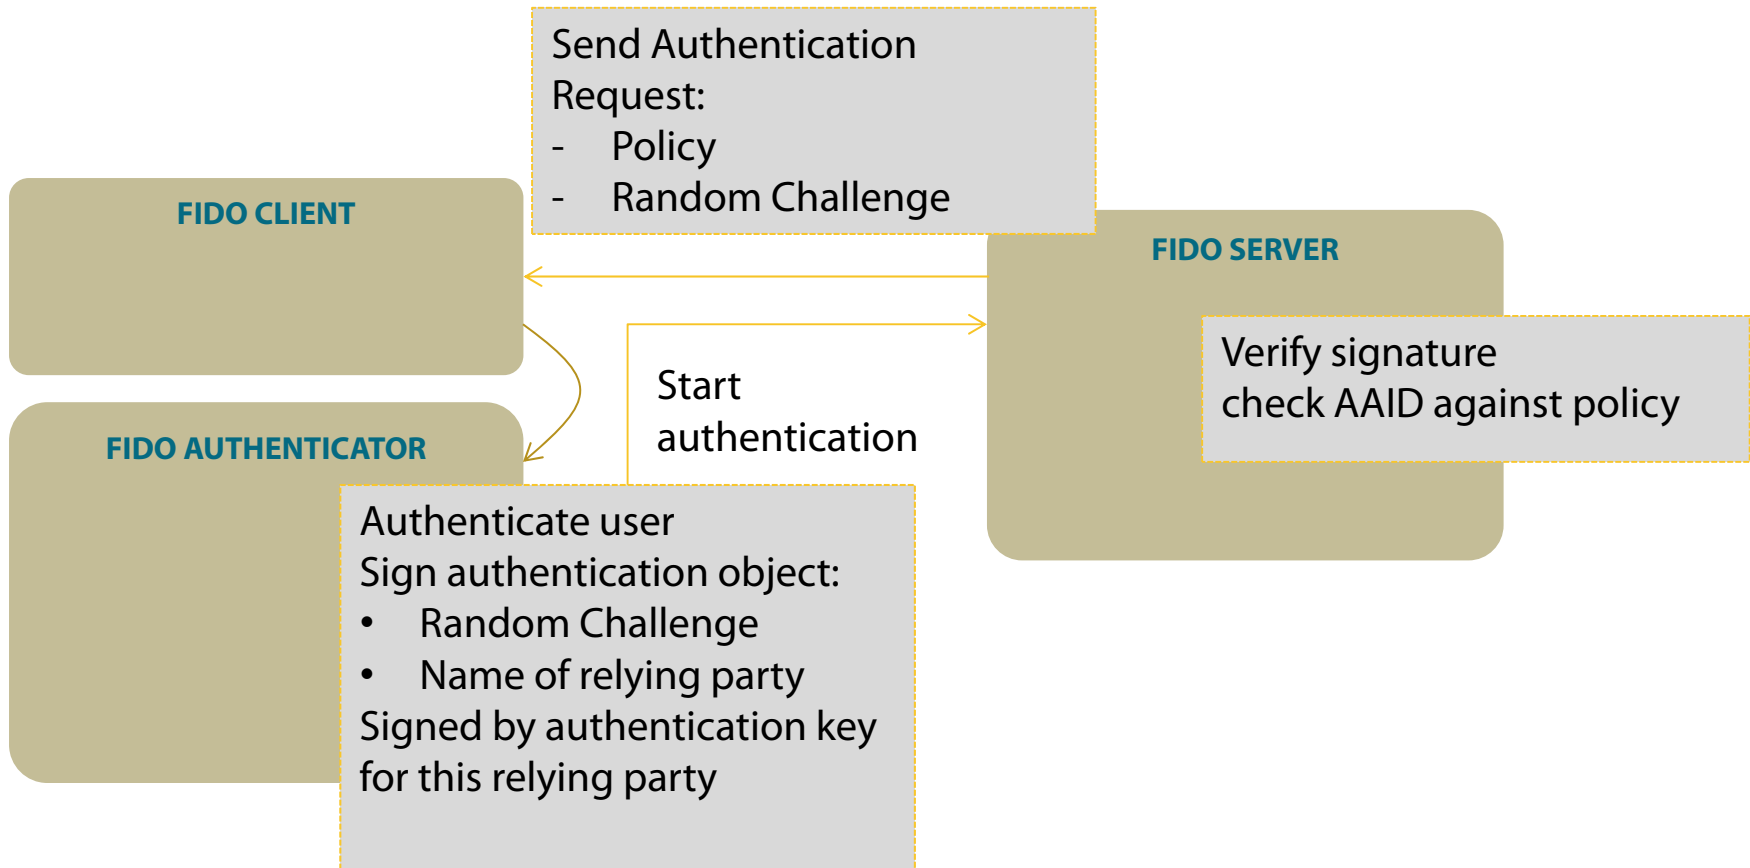 Send Authentication
Request:
- Policy
- Random Challenge
FIDO CLIENT
FIDO SERVER
Verify signature
check AAID against policy
Start
authentication
FIDO AUTHENTICATOR
Authenticate user
Sign authentication object:
• Random Challenge
• Name of relying party
Signed by authentication key
for this relying party